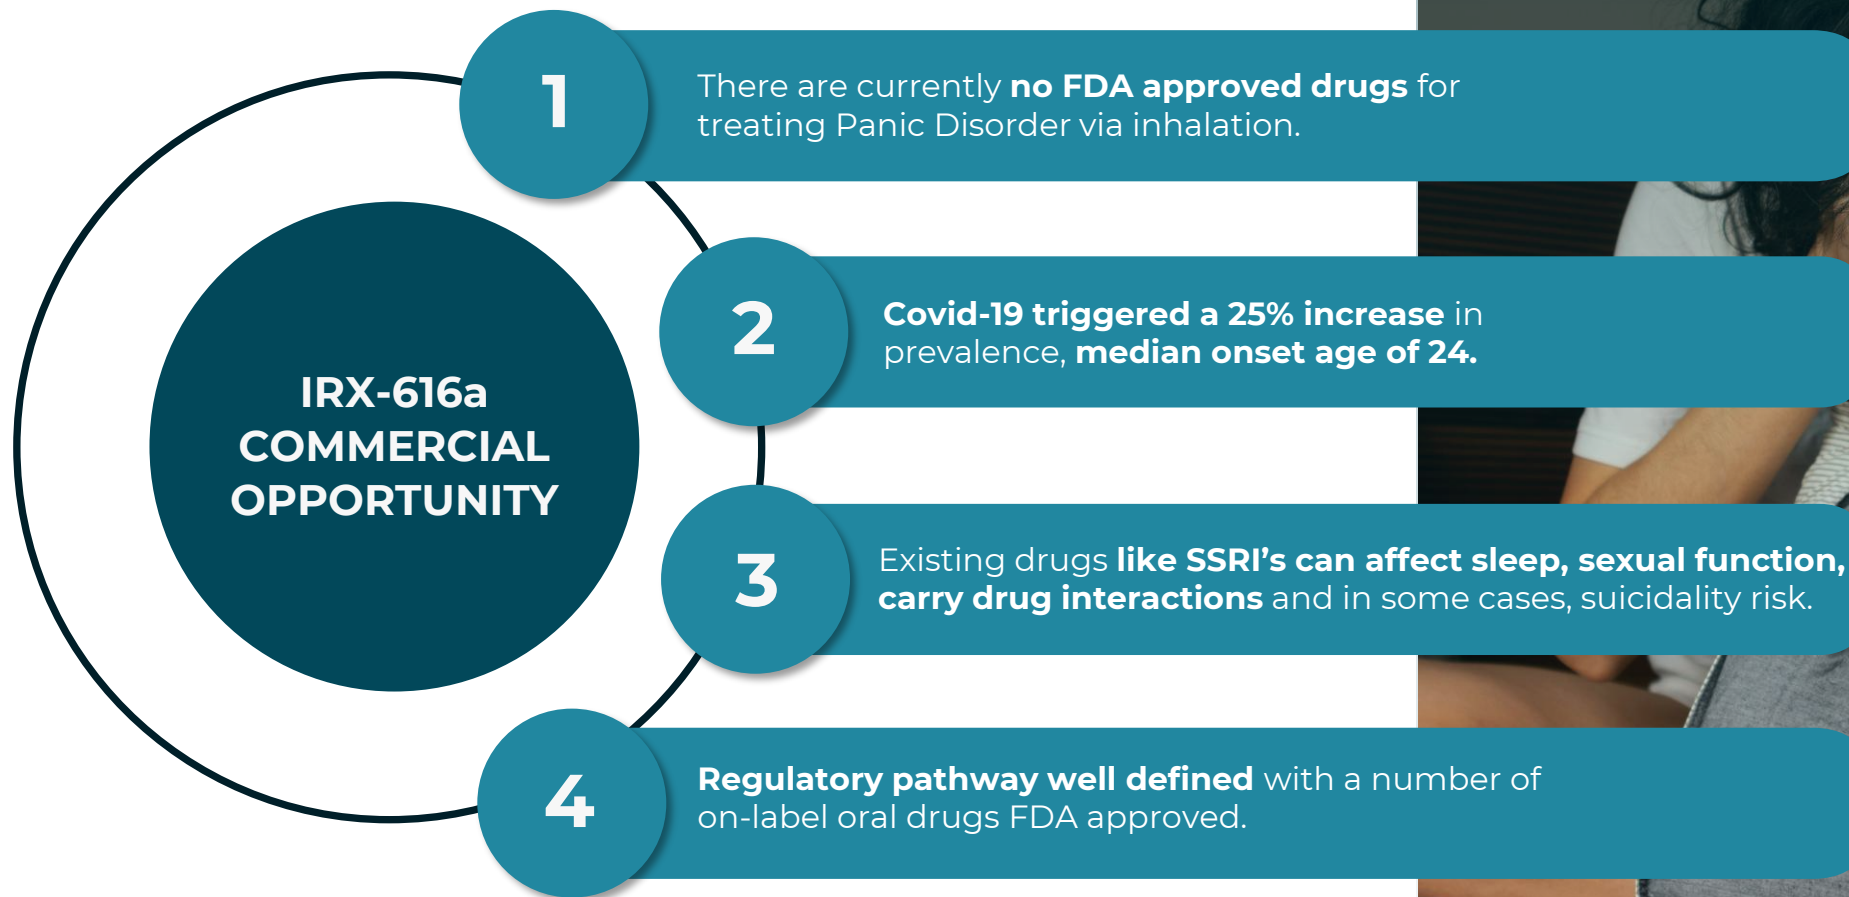 IRX-616a
COMMERCIAL
OPPORTUNITY
1
There are currently no FDA approved drugs for
treating Panic Disorder via inhalation.
2
Covid-19 triggered a 25% increase in
prevalence, median onset age of 24.
3
Existing drugs like SSRI’s can affect sleep, sexual function,
carry drug interactions and in some cases, suicidality risk.
4
Regulatory pathway well defined with a number of
on-label oral drugs FDA approved.